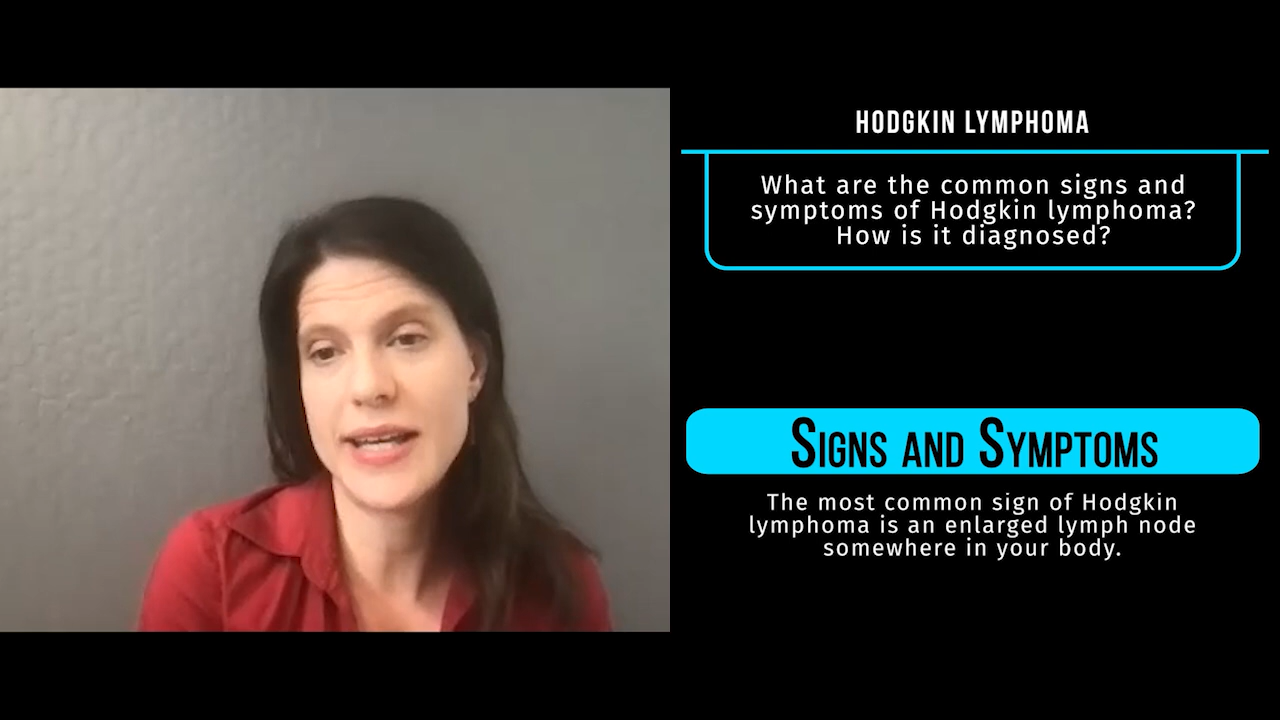 HODGKIN LYMPHOMA
What are the common signs and
symptoms of Hodgkin lymphoma?
How is it diagnosed?
Signs and Symptoms
The most common sign of Hodgkin
lymphoma is an enlarged lymph node
somewhere in your body.